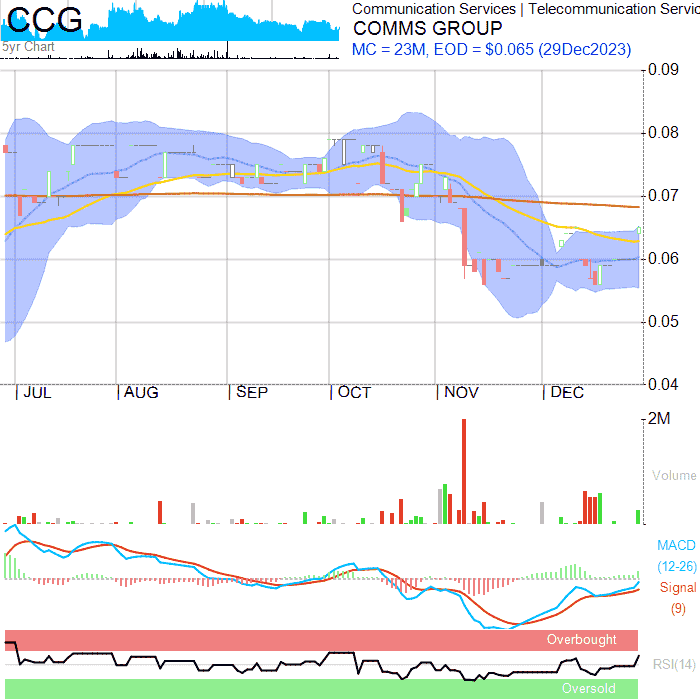 CCG
5yr Chart
Communication Services | Telecommunication Servic
COMMS GROUP
MC = 23M, EOD = $0.065 (29Dec2023)
0.09
0.08
0.07
0.06
0.05
0.04
JUL AUG SEP OCT NOV DEC
2M
Volume
MACD
(12-26)
Signal
(9)
Overbought
RSI(14)
Oversold